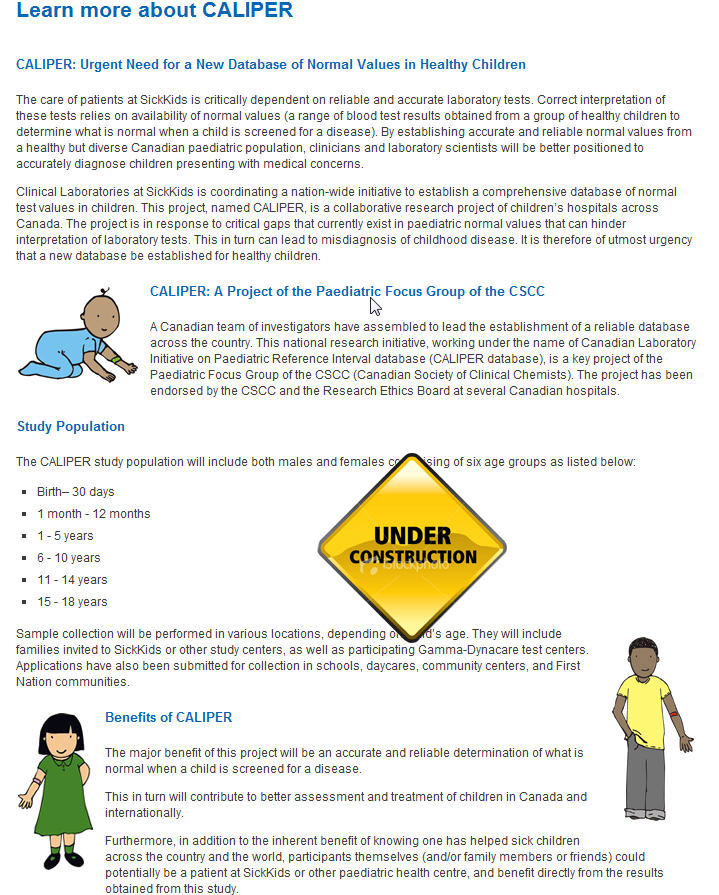 Learn more about CALIPER
CALIPER: Urgent Need for a New Database of Normal Values in Healthy Children
The care of patients at SickKids is critically dependent on reliable and accurate laboratory tests. Correct interpretation of
these tests relies on availability of normal values (a range of blood test results obtained from a group of healthy children to
determine what is normal when a child is screened for a disease). By establishing accurate and reliable normal values from
a healthy but diverse Canadian paediatric population, clinicians and laboratory scientists will be better positioned to
accurately diagnose children presenting with medical concerns.
Clinical Laboratories at SickKids is coordinating a nation-wide initiative to establish a comprehensive database of normal
test values in children. This project, named CALIPER, is a collaborative research project of children's hospitals across
Canada. The project is in response to critical gaps that currently exist in paediatric normal values that can hinder
interpretation of laboratory tests. This in turn can lead to misdiagnosis of childhood disease. It is therefore of utmost urgency
that a new database be established for healthy children.
CALIPER: A Project of the Paediatric Focus Group of the CSCC
A Canadian team of investigators have assembled to lead the establishment of a reliable database
across the country. This national research initiative, working under the name of Canadian Laboratory
Initiative on Paediatric Reference Interval database (CALIPER database), is a key project of the
Paediatric Focus Group of the CSCC (Canadian Society of Clinical Chemists). The project has been
endorsed by the CSCC and the Research Ethics Board at several Canadian hospitals.
Study Population
The CALIPER study population will include both males and females ising of six age groups as listed below:
Birth– 30 days
1 month - 12 months
1 - 5 years
6 - 10 years
11 - 14 years
15 - 18 years
UNDER
CONSTRUCTION
iStockphoto
Sample collection will be performed in various locations, depending d's age. They will include
families invited to SickKids or other study centers, as well as participating Gamma-Dynacare test centers.
Applications have also been submitted for collection in schools, daycares, community centers, and First
Nation communities.
Benefits of CALIPER
The major benefit of this project will be an accurate and reliable determination of what is
normal when a child is screened for a disease.
This in turn will contribute to better assessment and treatment of children in Canada and
internationally.
Furthermore, in addition to the inherent benefit of knowing one has helped sick children
across the country and the world, participants themselves (and/or family members or friends) could
potentially be a patient at SickKids or other paediatric health centre, and benefit directly from the results
obtained from this study.